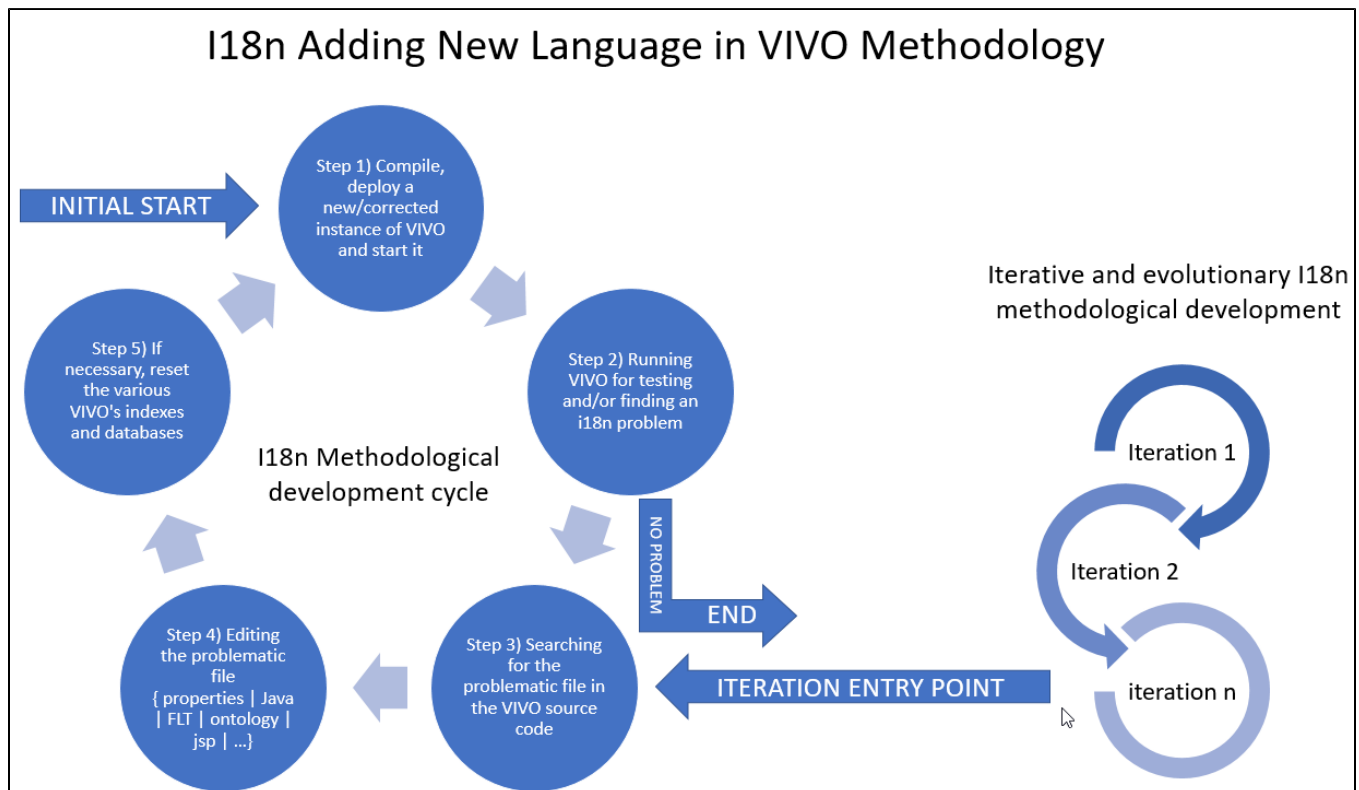 I18n Adding New Language in VIVO Methodology
INITIAL START
Step 1) Compile,
deploy a
new/corrected
instance of VIVO
and start it
Step 2) Running
VIVO for testing
and/or finding an
i18n problem
NO PROBLEM
END
Step 3) Searching
for the
problematic file in
the VIVO source
code
ITERATION ENTRY POINT
Step 4) Editing
the problematic
file
{ properties | Java
| FLT | ontology |
jsp | ...}
Step 5) If
necessary, reset
the various
VIVO's indexes
and databases
I18n Methodological
development cycle
Iterative and evolutionary I18n
methodological development
Iteration 1
Iteration 2
iteration n